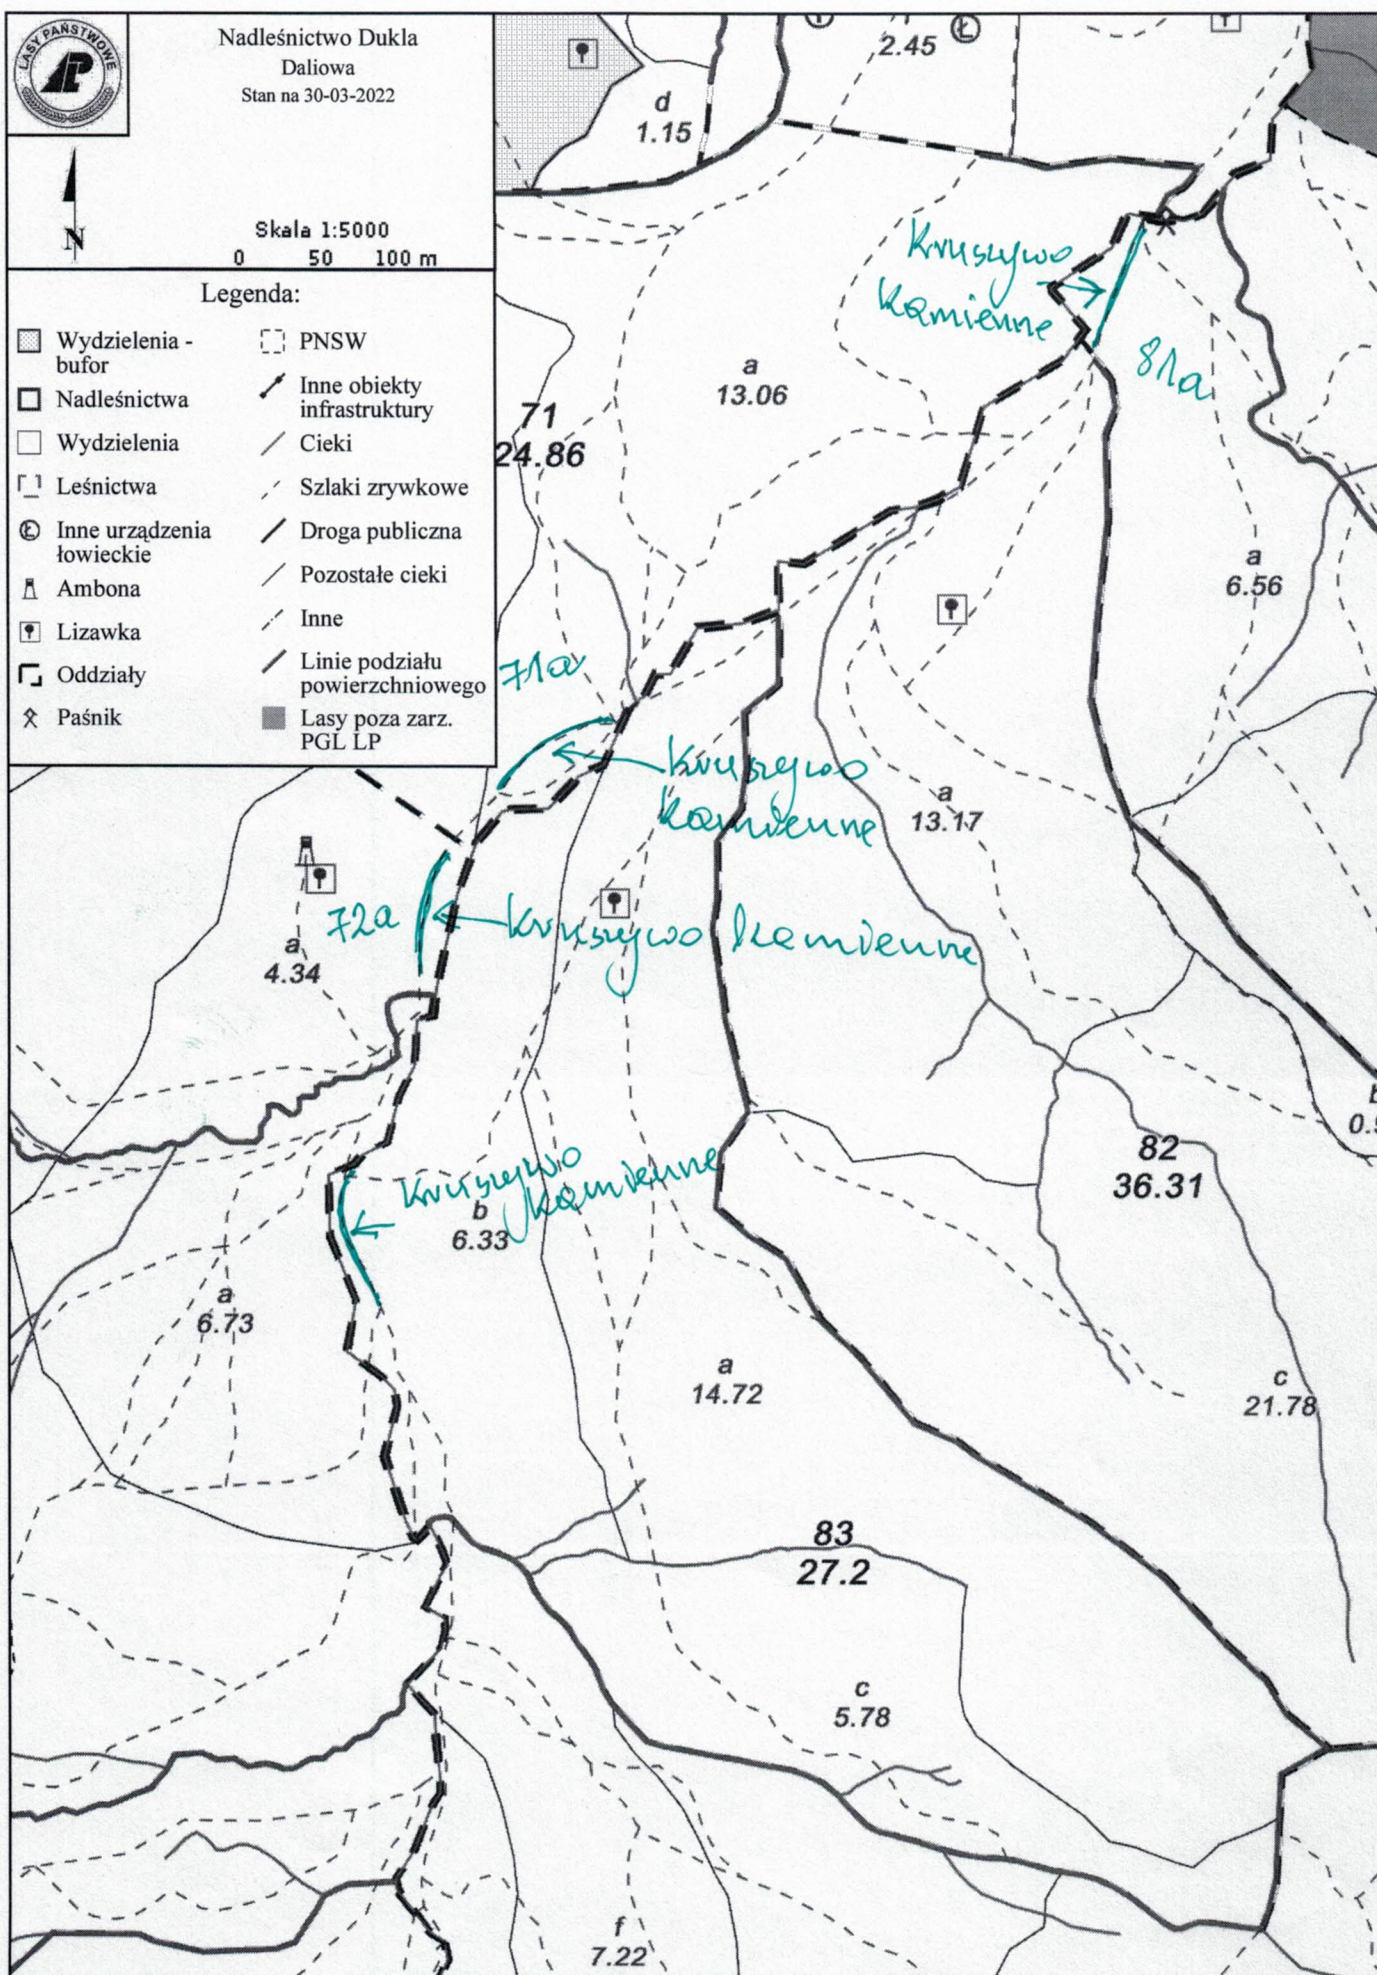 LASY PAŃSTWOWE
Nadleśnictwo Dukla
Daliowa
Stan na 30-03-2022
N
Skala 1:5000
0 50 100 m
Legenda:
Wydzielenia -
bufor
Nadleśnictwa
Wydzielenia
Leśnictwa
Inne urządzenia
łowieckie
Ambona
Lizawka
Oddziały
Paśnik
PNSW
Inne obiekty
infrastruktury
Cieki
Szlaki zrywkowe
Droga publiczna
Pozostałe cieki
Inne
Linie podziału
powierzchniowego
Lasy poza zarz.
PGL LP
2.45
Ł
d
1.15
Kruszywo
kamienne
81a
a
13.06
71
24.86
a
6.56
71a
Kruszywo
kamienne
a
13.17
72a
Kruszywo kamienne
a
4.34
82
36.31
Kruszywo
kamienne
b
6.33
a
6.73
a
14.72
c
21.78
83
27.2
c
5.78
f
7.22